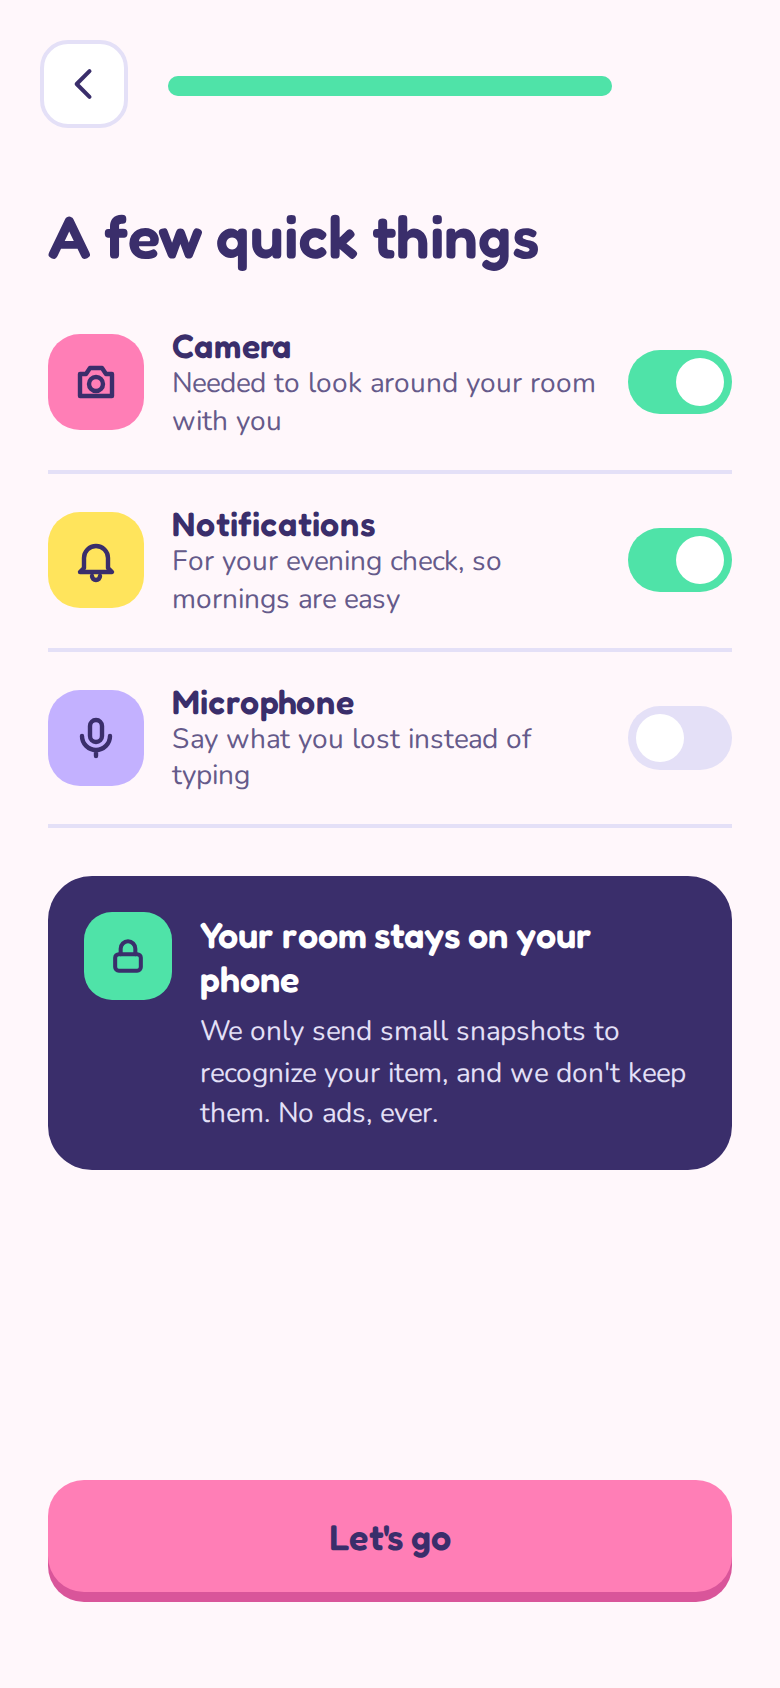 A few quick things
Camera
Needed to look around your room
with you
Notifications
For your evening check, so
mornings are easy
Microphone
Say what you lost instead of
typing
Your room stays on your
phone
We only send small snapshots to
recognize your item, and we don't keep
them. No ads, ever.
Let's go